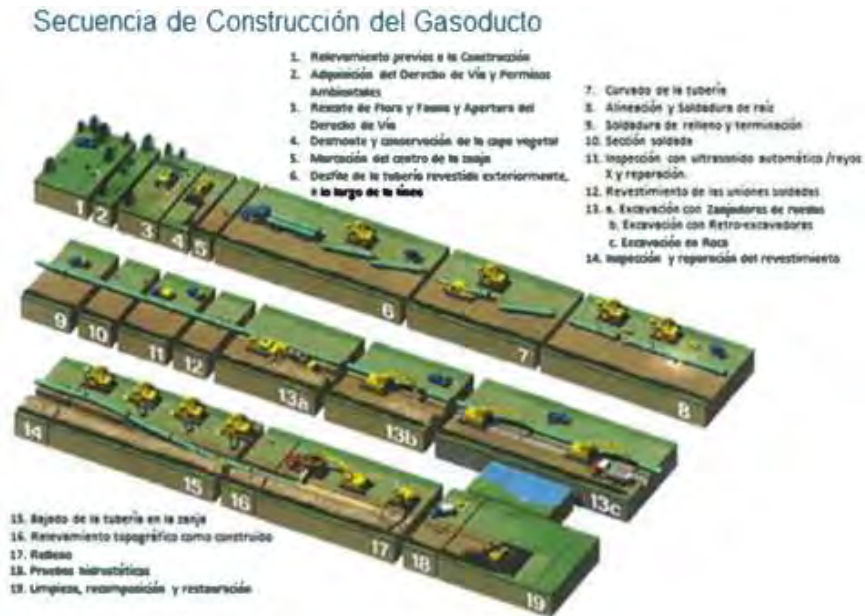 Secuencia de Construcción del Gasoducto
1. Relevamiento previos a la Construcción
2. Adquisición del Derecho de Vía y Permisos
Ambientales
3. Rescate de Flora y Fauna y Apertura del
Derecho de Vía
4. Desmonte y conservación de la capa vegetal
5. Marcación del centro de la zanja
6. Desfile de la tubería revestida exteriormente,
a lo largo de la línea
7. Curvado de la tubería
8. Alineación y Soldadura de raíz
9. Soldadura de relleno y terminación
10. Sección soldada
11. Inspección con ultrasonido automático /rayos
X y reparación.
12. Revestimiento de las uniones soldadas
13. a. Excavación con Zanjadoras de ruedas
b. Excavación con Retro-excavadoras
c. Excavación en Roca
14. Inspección y reparación del revestimiento
1
2
3
4
5
6
7
8
9
10
11
12
13a
13b
13c
14
15
16
17
18
19
15. Bajado de la tubería en la zanja
16. Relevamiento topográfico como construido
17. Relleno
18. Pruebas hidrostáticas
19. Limpieza, recomposición y restauración